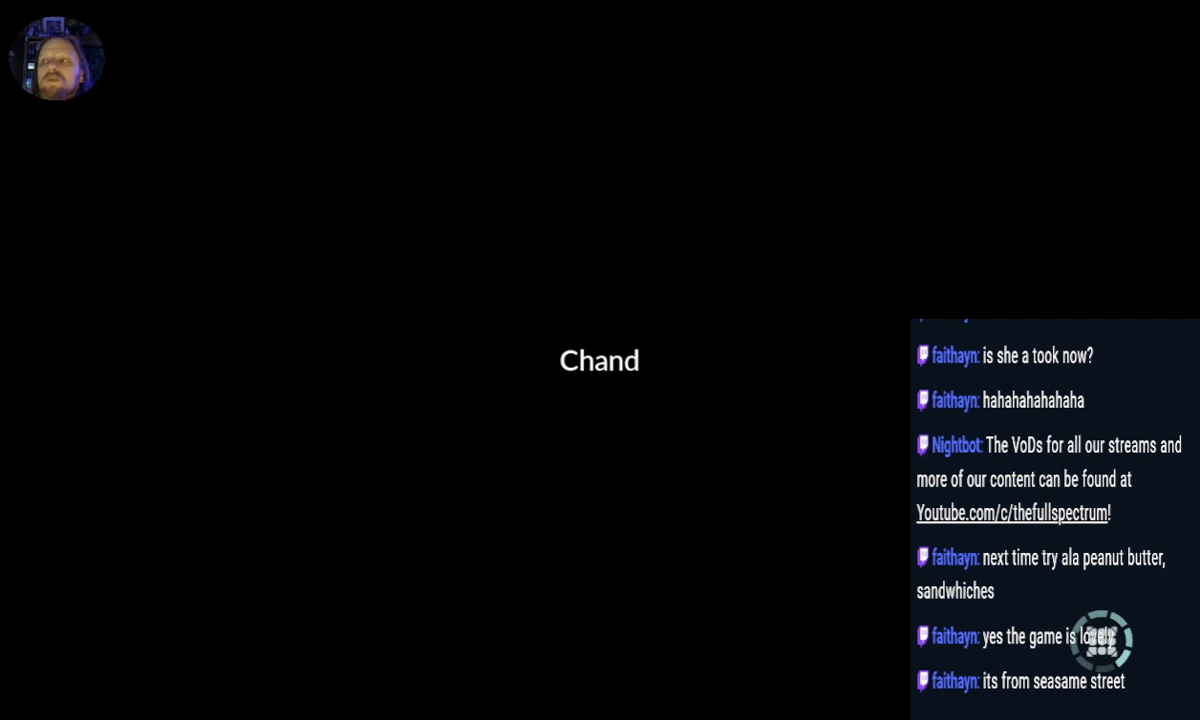 Chand
faithayn: is she a took now?
faithayn: hahahahahahaha
Nightbot: The VoDs for all our streams and
more of our content can be found at
Youtube.com/c/thefullspectrum!
faithayn: next time try ala peanut butter,
sandwhiches
faithayn: yes the game is lovely
faithayn: its from seasame street